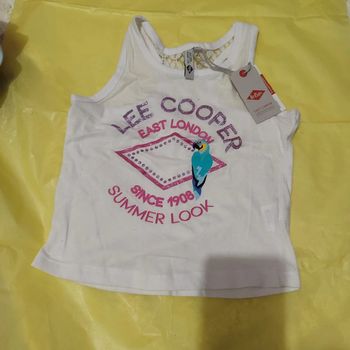 LEE COOPER
EAST LONDON
SINCE 1908
SUMMER LOOK